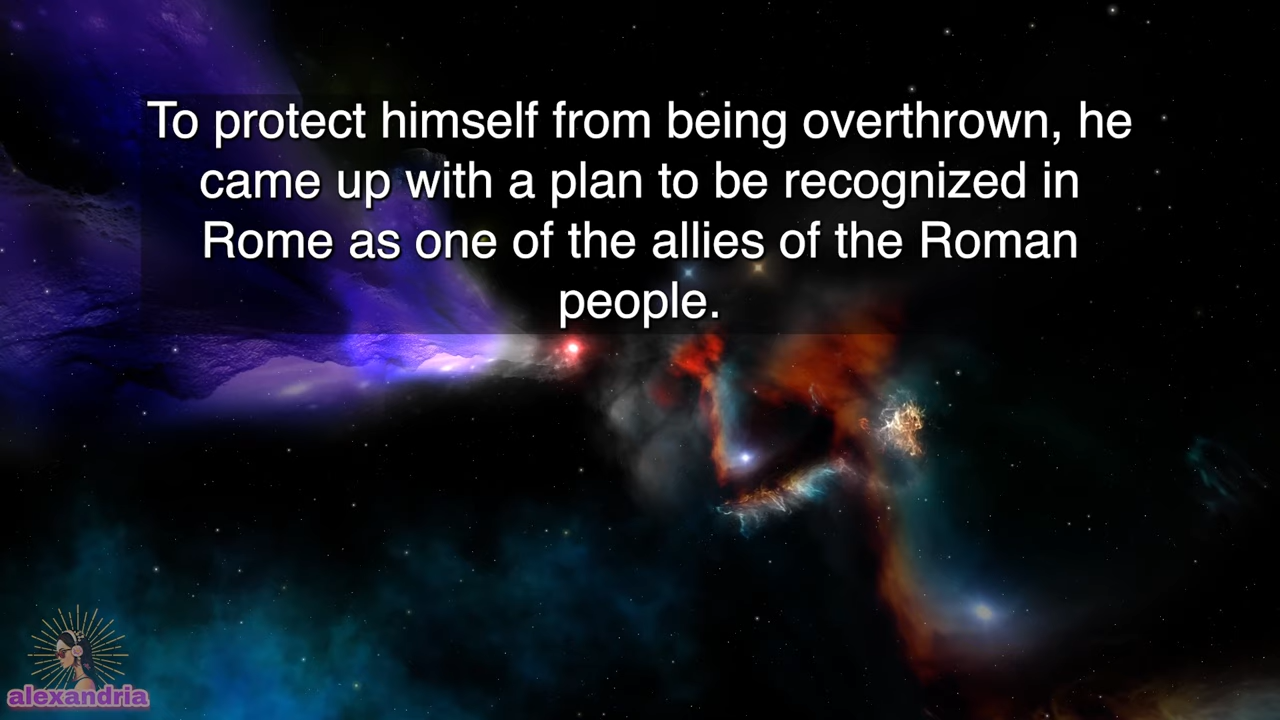 To protect himself from being overthrown, he
came up with a plan to be recognized in
Rome as one of the allies of the Roman
people.
alexandria